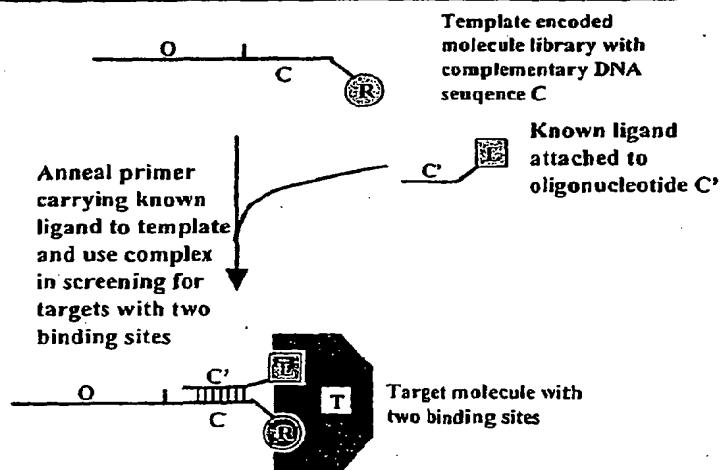 Template encoded
molecule library with
complementary DNA
senqence C
O
C
R
Known ligand
attached to
oligonucleotide C'
L
C'
Anneal primer
carrying known
ligand to template
and use complex
in screening for
targets with two
binding sites
L
C'
O
C
R
T
Target molecule with
two binding sites